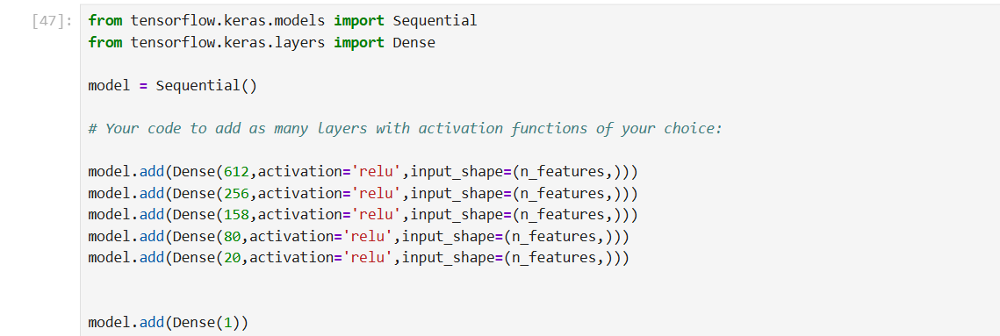 [47]: from tensorflow.keras.models import Sequential
from tensorflow.keras.layers import Dense
model = Sequential()
# Your code to add as many layers with activation functions of your choice:
model.add(Dense(612,activation='relu',input_shape=(n_features,)))
model.add(Dense(256,activation='relu',input_shape=(n_features,)))
model.add(Dense(158,activation='relu',input_shape=(n_features,)))
model.add(Dense(80,activation='relu',input_shape=(n_features,)))
model.add(Dense(20,activation='relu',input_shape=(n_features,)))
model.add(Dense(1))